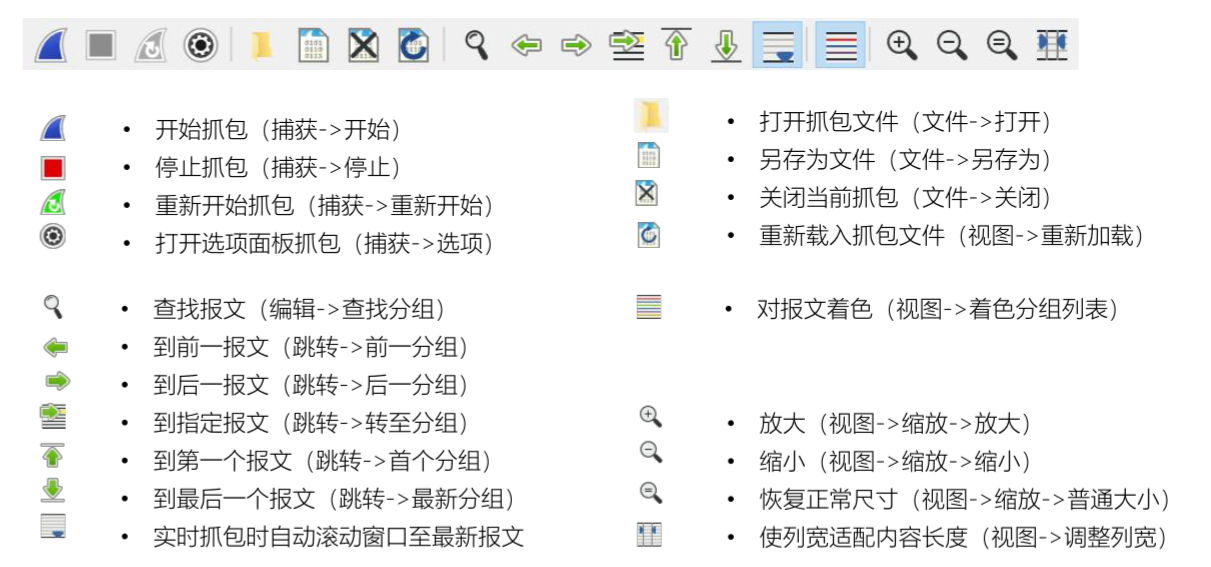 • 开始抓包（捕获->开始）
• 停止抓包（捕获->停止）
• 重新开始抓包（捕获->重新开始）
• 打开选项面板抓包（捕获->选项）
• 打开抓包文件（文件->打开）
• 另存为文件（文件->另存为）
• 关闭当前抓包（文件->关闭）
• 重新载入抓包文件（视图->重新加载）
• 查找报文（编辑->查找分组）
• 到前一报文（跳转->前一分组）
• 到后一报文（跳转->后一分组）
• 到指定报文（跳转->转至分组）
• 到第一个报文（跳转->首个分组）
• 到最后一个报文（跳转->最新分组）
• 实时抓包时自动滚动窗口至最新报文
• 对报文着色（视图->着色分组列表）
• 放大（视图->缩放->放大）
• 缩小（视图->缩放->缩小）
• 恢复正常尺寸（视图->缩放->普通大小）
• 使列宽适配内容长度（视图->调整列宽）